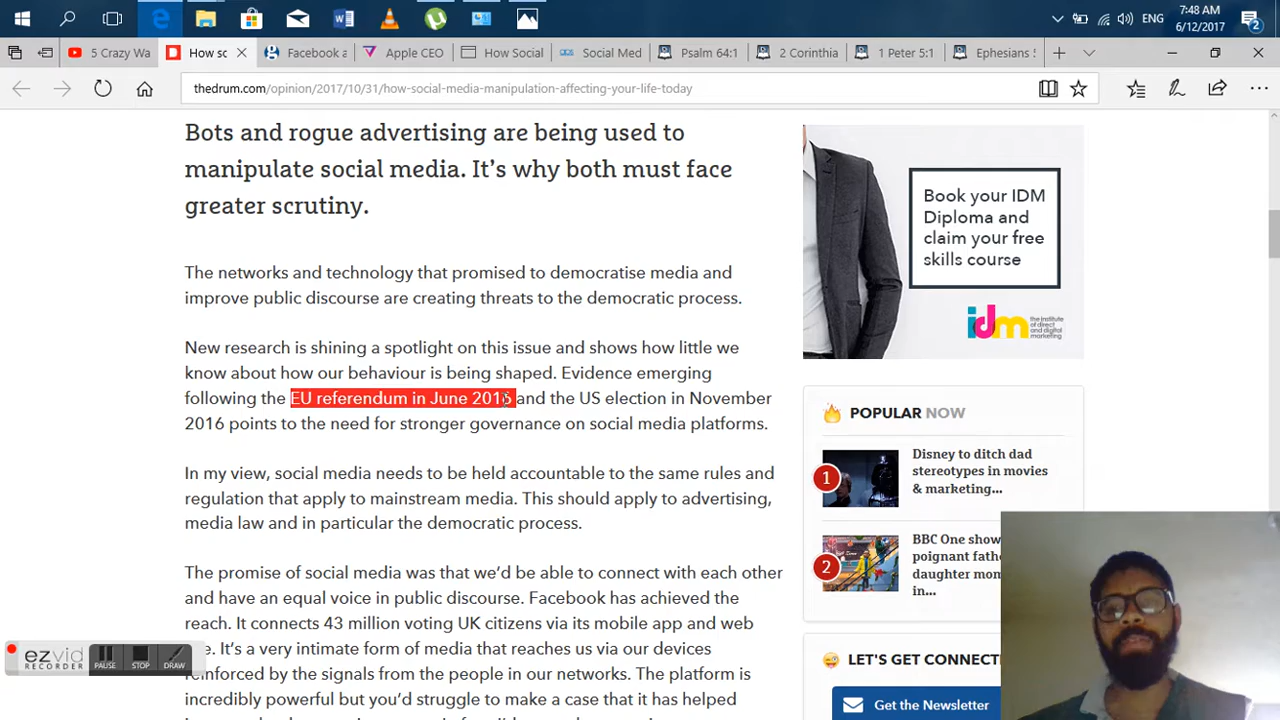 7:48 AM
ENG
6/12/2017
2
5 Crazy Wa
How sc
Facebook a
Apple CEO
How Social
Social Med
Psalm 64:1
2 Corinthia
1 Peter 5:1
Ephesians 5
thedrum.com/opinion/2017/10/31/how-social-media-manipulation-affecting-your-life-today
Bots and rogue advertising are being used to
manipulate social media. It's why both must face
greater scrutiny.
The networks and technology that promised to democratise media and
improve public discourse are creating threats to the democratic process.
New research is shining a spotlight on this issue and shows how little we
know about how our behaviour is being shaped. Evidence emerging
following the EU referendum in June 2016 and the US election in November
2016 points to the need for stronger governance on social media platforms.
In my view, social media needs to be held accountable to the same rules and
regulation that apply to mainstream media. This should apply to advertising,
media law and in particular the democratic process.
The promise of social media was that we'd be able to connect with each other
and have an equal voice in public discourse. Facebook has achieved the
reach. It connects 43 million voting UK citizens via its mobile app and web
It's a very intimate form of media that reaches us via our devices
reinforced by the signals from the people in our networks. The platform is
incredibly powerful but you'd struggle to make a case that it has helped
Book your IDM
Diploma and
claim your free
skills course
idm
the institute
of direct
and digital
marketing
POPULAR NOW
1
Disney to ditch dad
stereotypes in movies
& marketing...
2
BBC One show
poignant fath
daughter mom
in...
LET'S GET CONNECT
Get the Newsletter
ezvid
RECORDER
PAUSE
STOP
DRAW